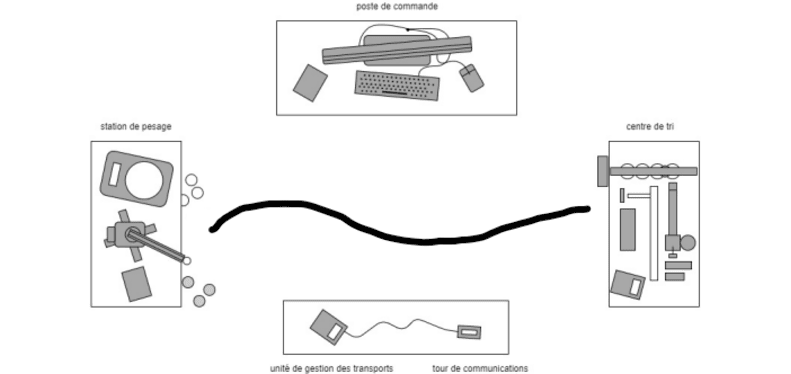 poste de commande
station de pesage
centre de tri
unité de gestion des transports
tour de communications